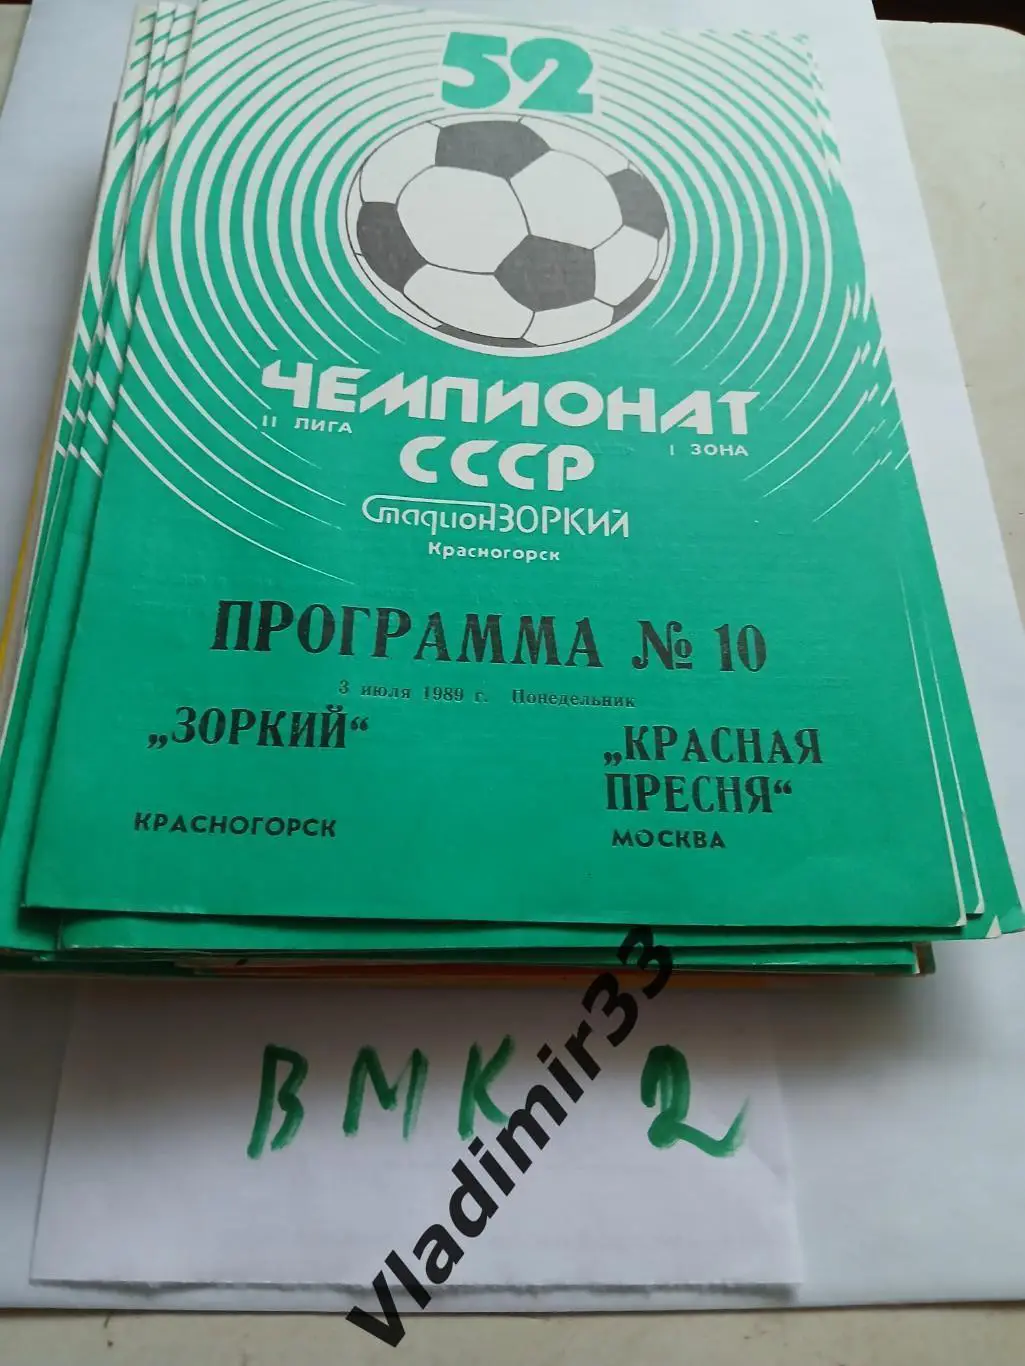 52
ЧЕМПИОНАТ
II ЛИГА
I ЗОНА
СССР
Стадион ЗОРКИЙ
Красногорск
ПРОГРАММА № 10
3 июля 1989 г. Понедельник
„ЗОРКИЙ“
КРАСНОГОРСК
„КРАСНАЯ
ПРЕСНЯ“
МОСКВА
ВМК 2
vladimir33